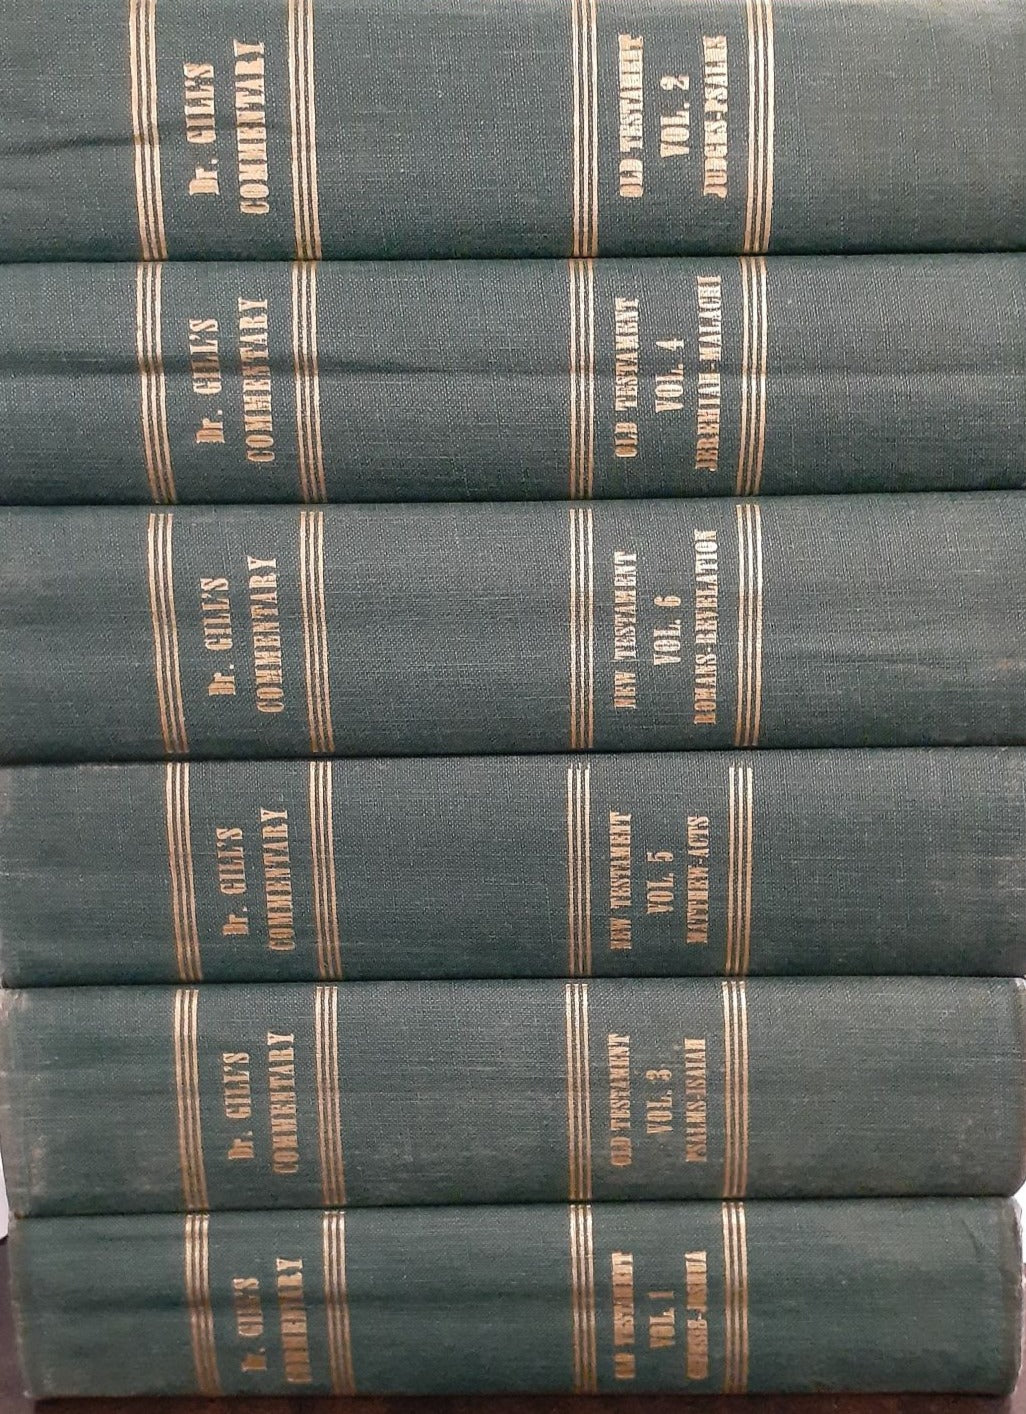 Dr. GILL'S
COMMENTARY
OLD TESTAMENT
VOL. 2
JUDGES-PSALMS
Dr. GILL'S
COMMENTARY
OLD TESTAMENT
VOL. 4
JEREMIAH-MALACHI
Dr. GILL'S
COMMENTARY
NEW TESTAMENT
VOL. 6
ROMANS-REVELATION
Dr. GILL'S
COMMENTARY
NEW TESTAMENT
VOL. 5
MATTHEW-ACTS
Dr. GILL'S
COMMENTARY
OLD TESTAMENT
VOL. 3
PSALMS-ISAIAH
Dr. GILL'S
COMMENTARY
OLD TESTAMENT
VOL. 1
GENESIS-JOSHUA